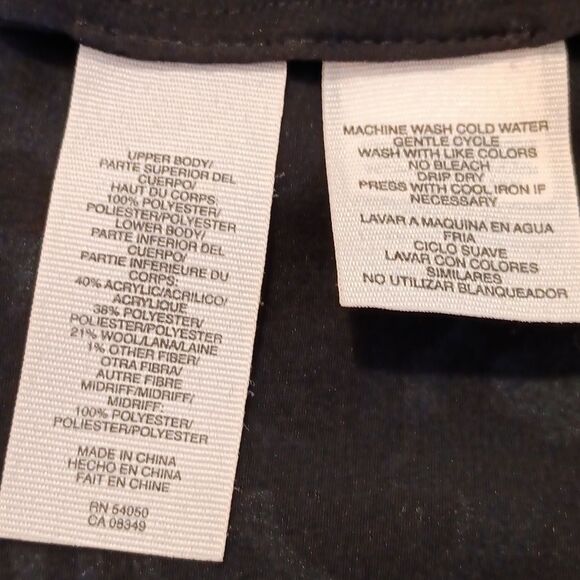 UPPER BODY/
PARTE SUPERIOR DEL
CUERPO/
HAUT DU CORPS:
100% POLYESTER/
POLIESTER/POLYESTER
LOWER BODY/
PARTE INFERIOR DEL
CUERPO/
PARTIE INFERIEURE DU
CORPS:
40% ACRYLIC/ACRILICO/
ACRYLIQUE
38% POLYESTER/
POLIESTER/POLYESTER
21% WOOL/LANA/LAINE
1% OTHER FIBER/
OTRA FIBRA/
AUTRE FIBRE
MIDRIFF/MIDRIFF/
MIDRIFF:
100% POLYESTER/
POLIESTER/POLYESTER
MADE IN CHINA
HECHO EN CHINA
FAIT EN CHINE
RN 54050
CA 08349
MACHINE WASH COLD WATER
GENTLE CYCLE
WASH WITH LIKE COLORS
NO BLEACH
DRIP DRY
PRESS WITH COOL IRON IF
NECESSARY
LAVAR A MAQUINA EN AGUA
FRIA
CICLO SUAVE
LAVAR CON COLORES
SIMILARES
NO UTILIZAR BLANQUEADOR